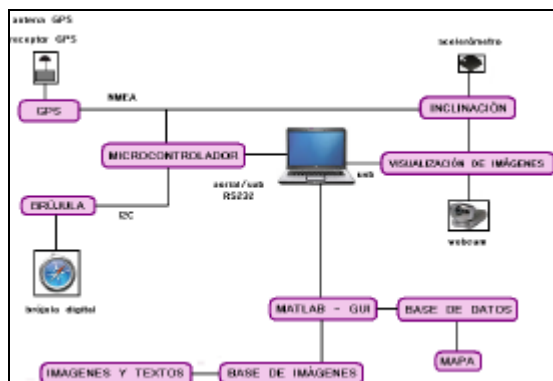 antena GPS
receptor GPS
acelerómetro
NMEA
GPS
INCLINACIÓN
MICROCONTROLADOR
VISUALIZACIÓN DE IMÁGENES
usb
serial/usb
RS232
BRÚJULA
I2C
webcam
brújula digital
MATLAB - GUI
BASE DE DATOS
MAPA
IMAGENES Y TEXTOS
BASE DE IMÁGENES